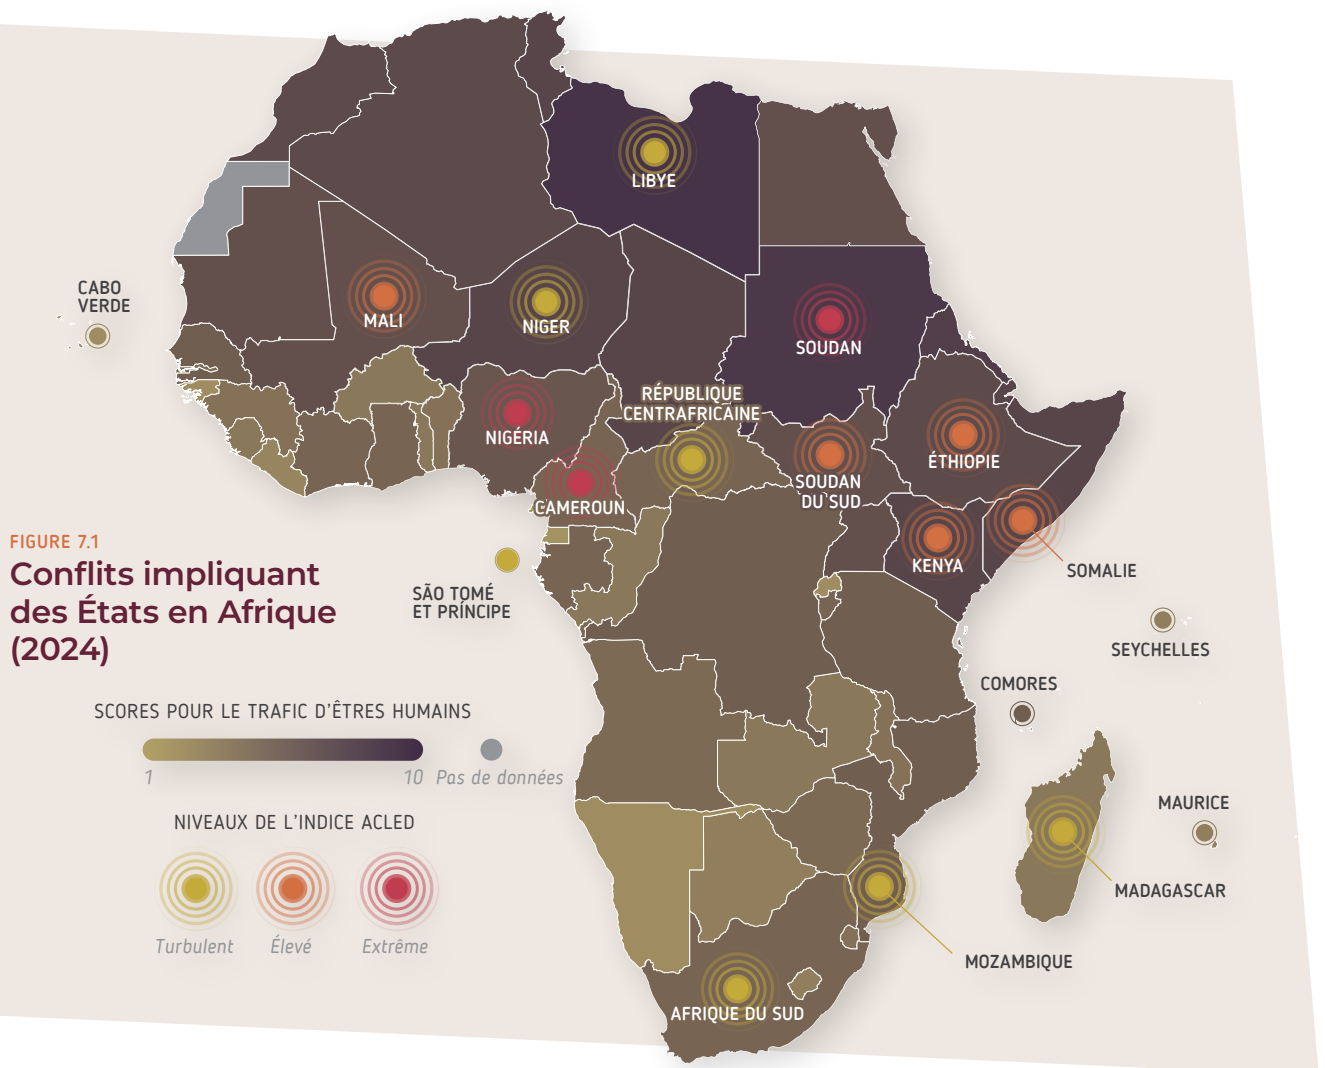 LIBYE
CABO
VERDE
MALI
NIGER
SOUDAN
RÉPUBLIQUE
CENTRAFRICAINE
NIGÉRIA
ÉTHIOPIE
SOUDAN
DU SUD
CAMEROUN
KENYA
SOMALIE
FIGURE 7.1
Conflits impliquant
des États en Afrique
(2024)
SÃO TOMÉ
ET PRÍNCIPE
SEYCHELLES
COMORES
SCORES POUR LE TRAFIC D'ÊTRES HUMAINS
1
10
Pas de données
MAURICE
NIVEAUX DE L'INDICE ACLED
Turbulent
Élevé
Extrême
MADAGASCAR
MOZAMBIQUE
AFRIQUE DU SUD